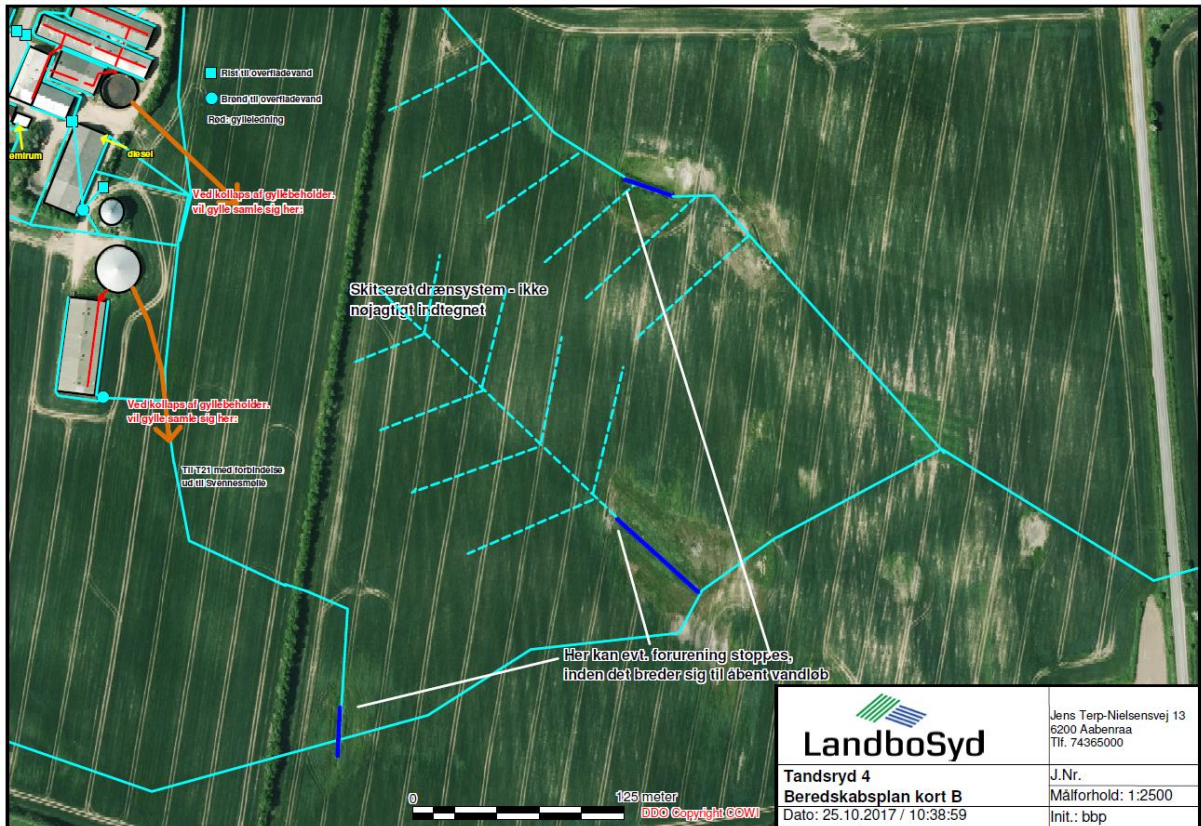 Rist til overfladevand
Brønd til overfladevand
Rød: gylleledning
emirum
diesel
Ved kollaps af gyllebeholder.
vil gylle samle sig her:
Skitseret drænsystem - ikke
nøjagtigt indtegnet
Ved kollaps af gyllebeholder.
vil gylle samle sig her:
Til T21 med forbindelse
ud til Svennesmølle
Her kan evt. forurening stoppes,
inden det breder sig til åbent vandløb
0 125 meter
DDO Copyright COWI
LandboSyd
Jens Terp-Nielsensvej 13
6200 Aabenraa
Tlf. 74365000
Tandsryd 4
Beredskabsplan kort B
Dato: 25.10.2017 / 10:38:59
J.Nr.
Målforhold: 1:2500
Init.: bbp